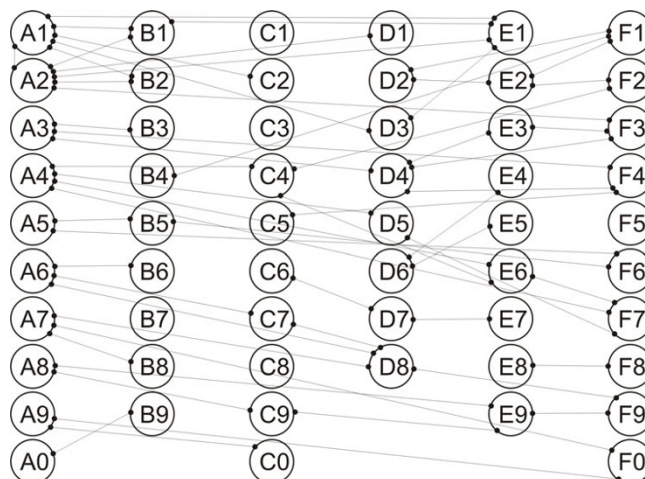 A1 B1 C1 D1 E1 F1
A2 B2 C2 D2 E2 F2
A3 B3 C3 D3 E3 F3
A4 B4 C4 D4 E4 F4
A5 B5 C5 D5 E5 F5
A6 B6 C6 D6 E6 F6
A7 B7 C7 D7 E7 F7
A8 B8 C8 D8 E8 F8
A9 B9 C9 E9 F9
A0 C0 F0